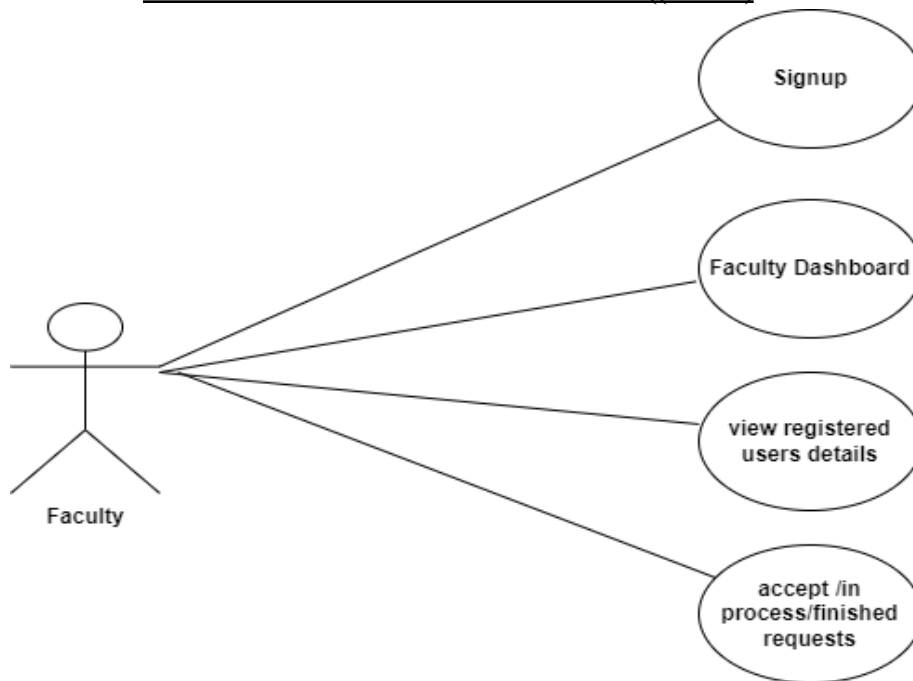 Signup
Faculty Dashboard
view registered
users details
Faculty
accept /in
process/finished
requests